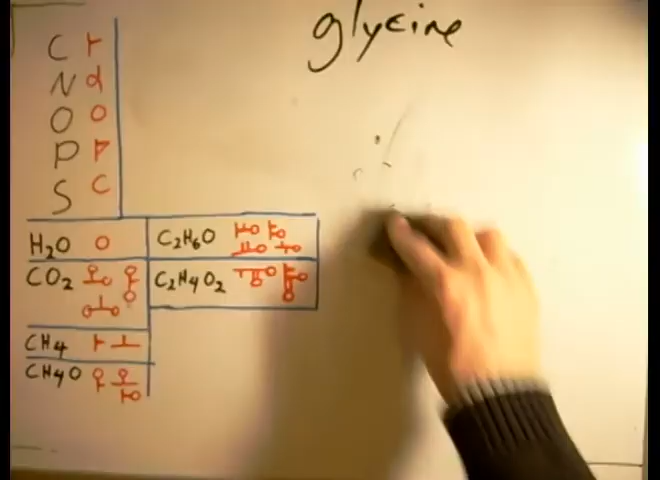 glycine
C
N
O
P
S
H₂O
C₂H₆O
CO₂
C₂H₄O₂
CH₄
CH₄O